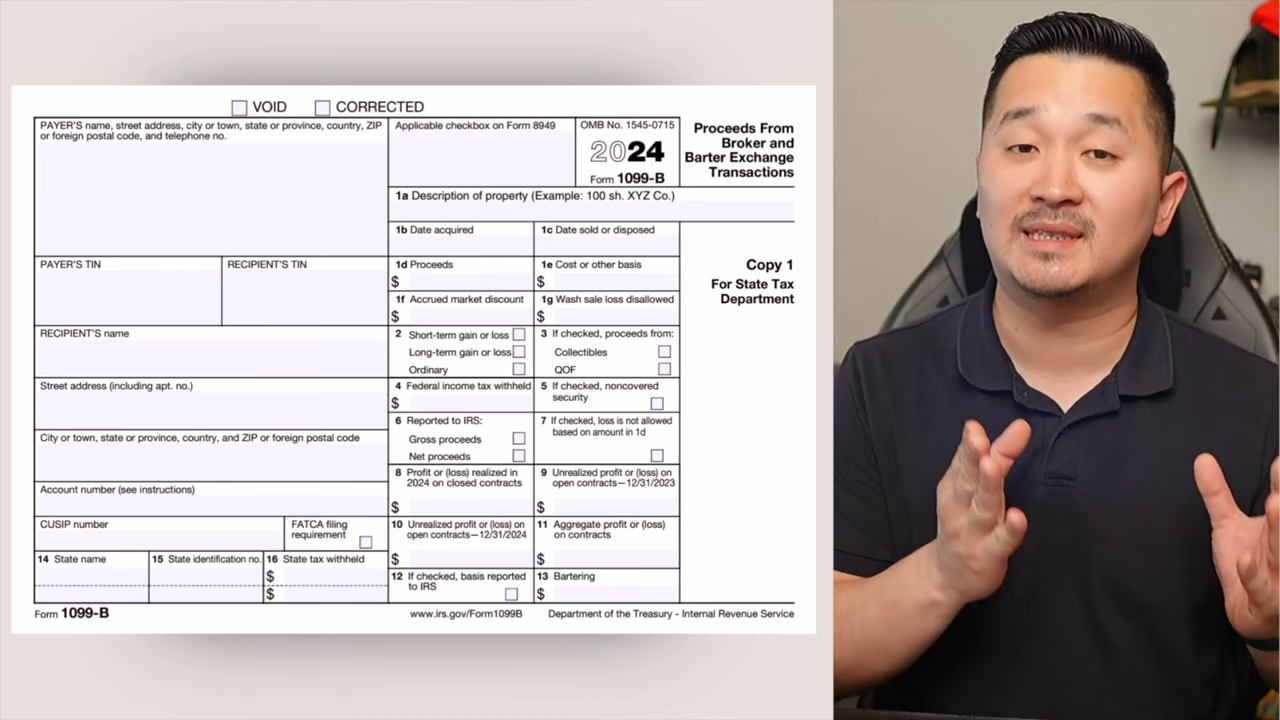 VOID
CORRECTED
PAYER'S name, street address, city or town, state or province, country, ZIP
or foreign postal code, and telephone no.
Applicable checkbox on Form 8949
OMB No. 1545-0715
2024
Form 1099-B
Proceeds From
Broker and
Barter Exchange
Transactions
1a Description of property (Example: 100 sh. XYZ Co.)
1b Date acquired
1c Date sold or disposed
PAYER'S TIN
RECIPIENT'S TIN
1d Proceeds
$
1e Cost or other basis
$
Copy 1
For State Tax
Department
1f Accrued market discount
$
1g Wash sale loss disallowed
$
RECIPIENT'S name
2 Short-term gain or loss
Long-term gain or loss
Ordinary
3 If checked, proceeds from:
Collectibles
QOF
Street address (including apt. no.)
4 Federal income tax withheld
$
5 If checked, noncovered
security
City or town, state or province, country, and ZIP or foreign postal code
6 Reported to IRS:
Gross proceeds
Net proceeds
7 If checked, loss is not allowed
based on amount in 1d
Account number (see instructions)
8 Profit or (loss) realized in
2024 on closed contracts
$
9 Unrealized profit or (loss) on
open contracts—12/31/2023
$
CUSIP number
FATCA filing
requirement
10 Unrealized profit or (loss) on
open contracts—12/31/2024
$
11 Aggregate profit or (loss)
on contracts
$
14 State name
15 State identification no.
16 State tax withheld
$
$
12 If checked, basis reported
to IRS
13 Bartering
$
Form 1099-B
www.irs.gov/Form1099B
Department of the Treasury - Internal Revenue Service